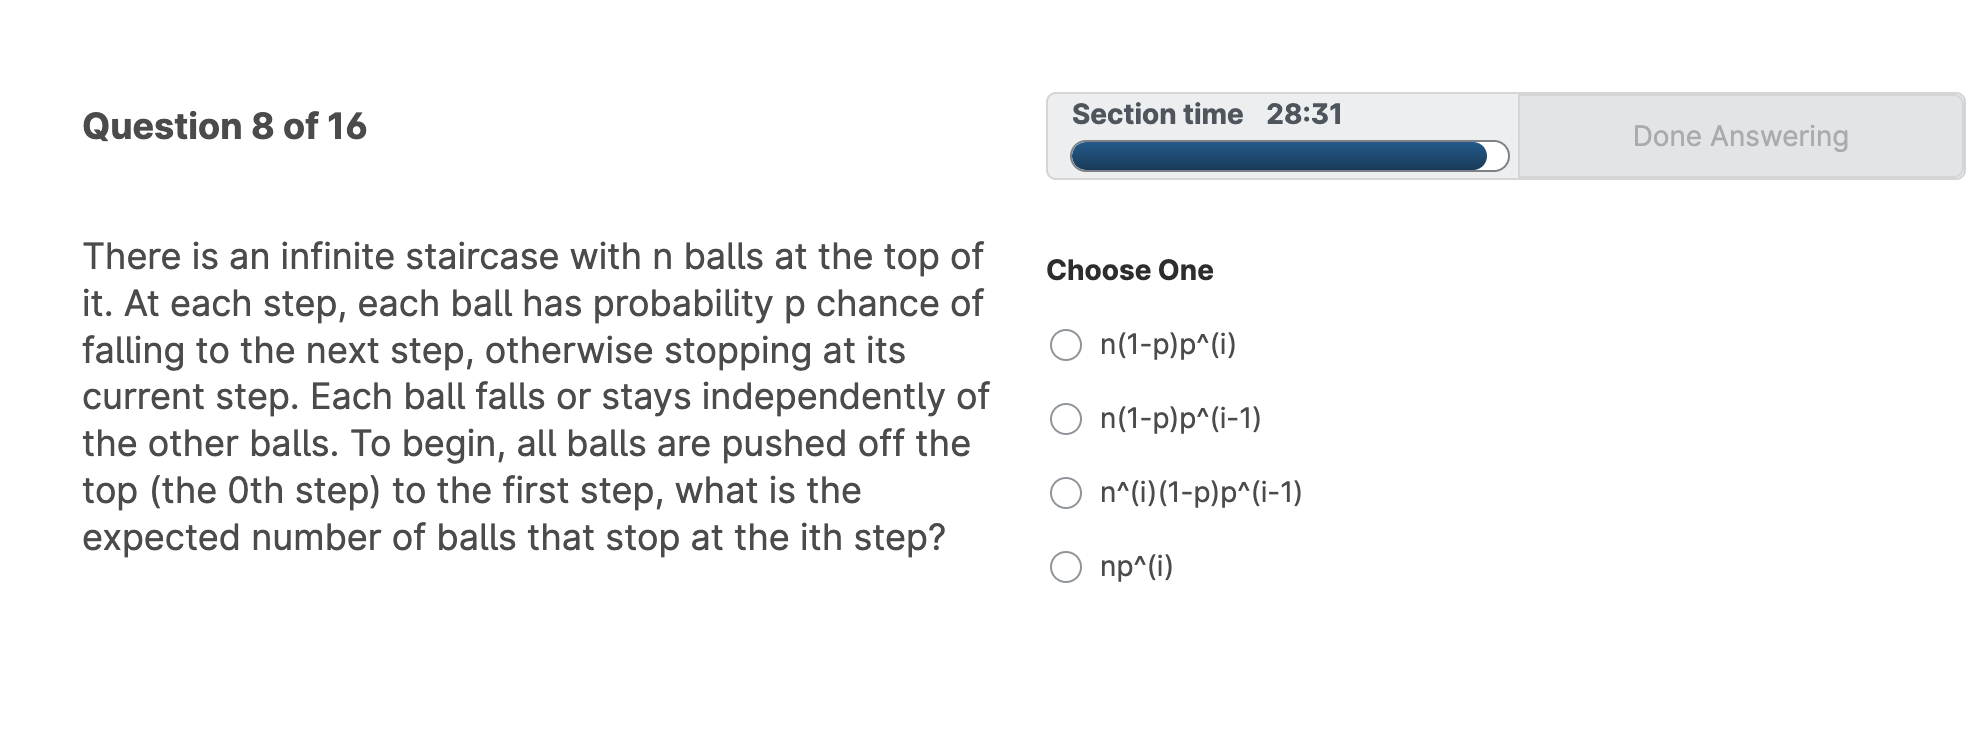 Question 8 of 16
Section time 28:31
Done Answering
There is an infinite staircase with n balls at the top of
it. At each step, each ball has probability p chance of
falling to the next step, otherwise stopping at its
current step. Each ball falls or stays independently of
the other balls. To begin, all balls are pushed off the
top (the 0th step) to the first step, what is the
expected number of balls that stop at the ith step?
Choose One
n(1-p)p^(i)
n(1-p)p^(i-1)
n^(i)(1-p)p^(i-1)
np^(i)